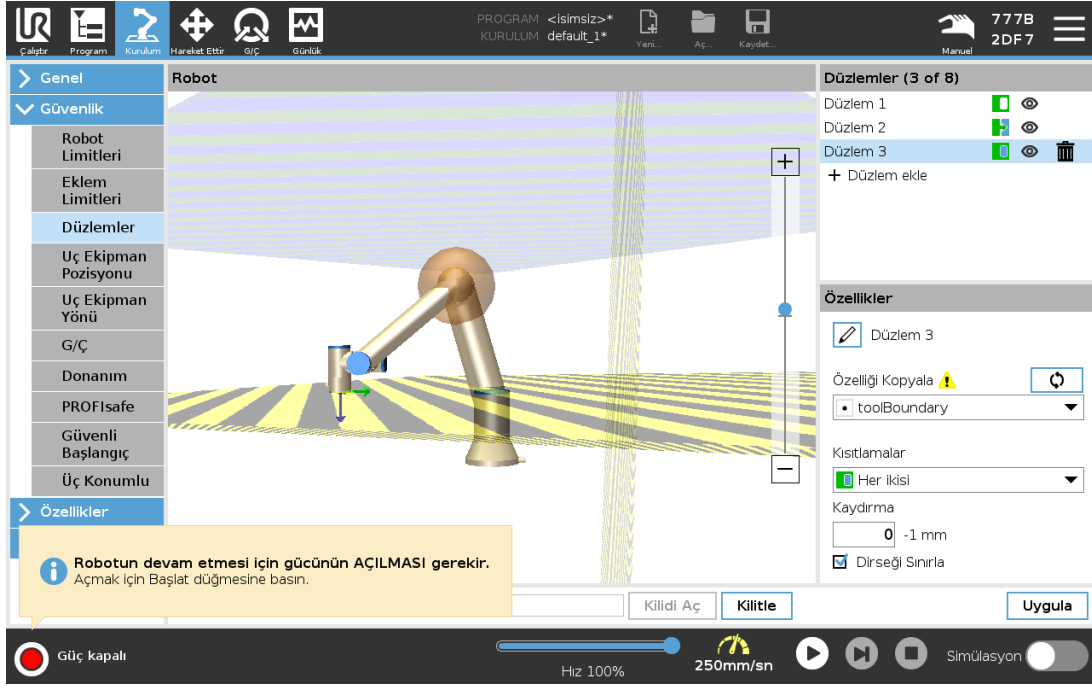 PROGRAM <isimsiz>*
KURULUM default_1*
Çalıştır
Program
Kurulum
Hareket Ettir
G/Ç
Günlük
Yeni...
Aç...
Kaydet...
Manuel
777B
2DF7
Genel
Güvenlik
Robot
Limitleri
Eklem
Limitleri
Düzlemler
Uç Ekipman
Pozisyonu
Uç Ekipman
Yönü
G/Ç
Donanım
PROFIsafe
Güvenli
Başlangıç
Üç Konumlu
Özellikler
Robot
Düzlemler (3 of 8)
Düzlem 1
Düzlem 2
Düzlem 3
+ Düzlem ekle
Özellikler
Düzlem 3
Özelliği Kopyala
toolBoundary
Kısıtlamalar
Her ikisi
Kaydırma
0 -1 mm
Dirseği Sınırla
Robotun devam etmesi için gücünün AÇILMASI gerekir.
Açmak için Başlat düğmesine basın.
Kilidi Aç
Kilitle
Uygula
Güç kapalı
Hız 100%
250mm/sn
Simülasyon